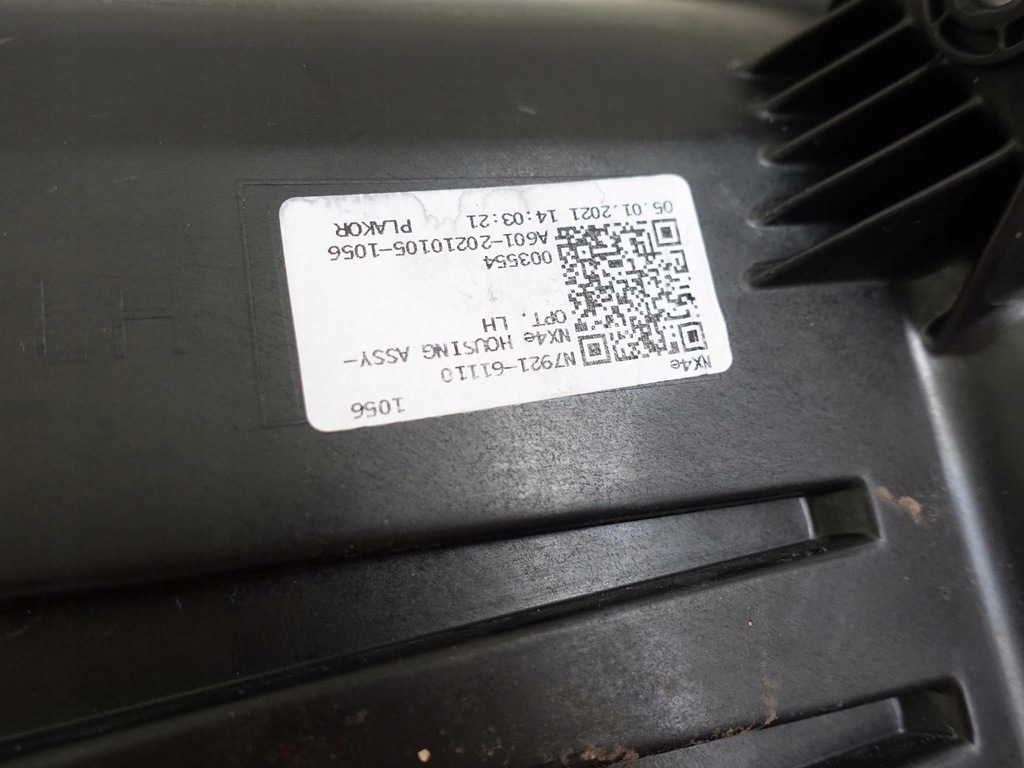 1056
NX4e
N7921-61110
NX4e HOUSING ASSY-
OPT. LH
003554
A601-20210105-1056
05.01.2021 14:03:21
PLAKOR
LH